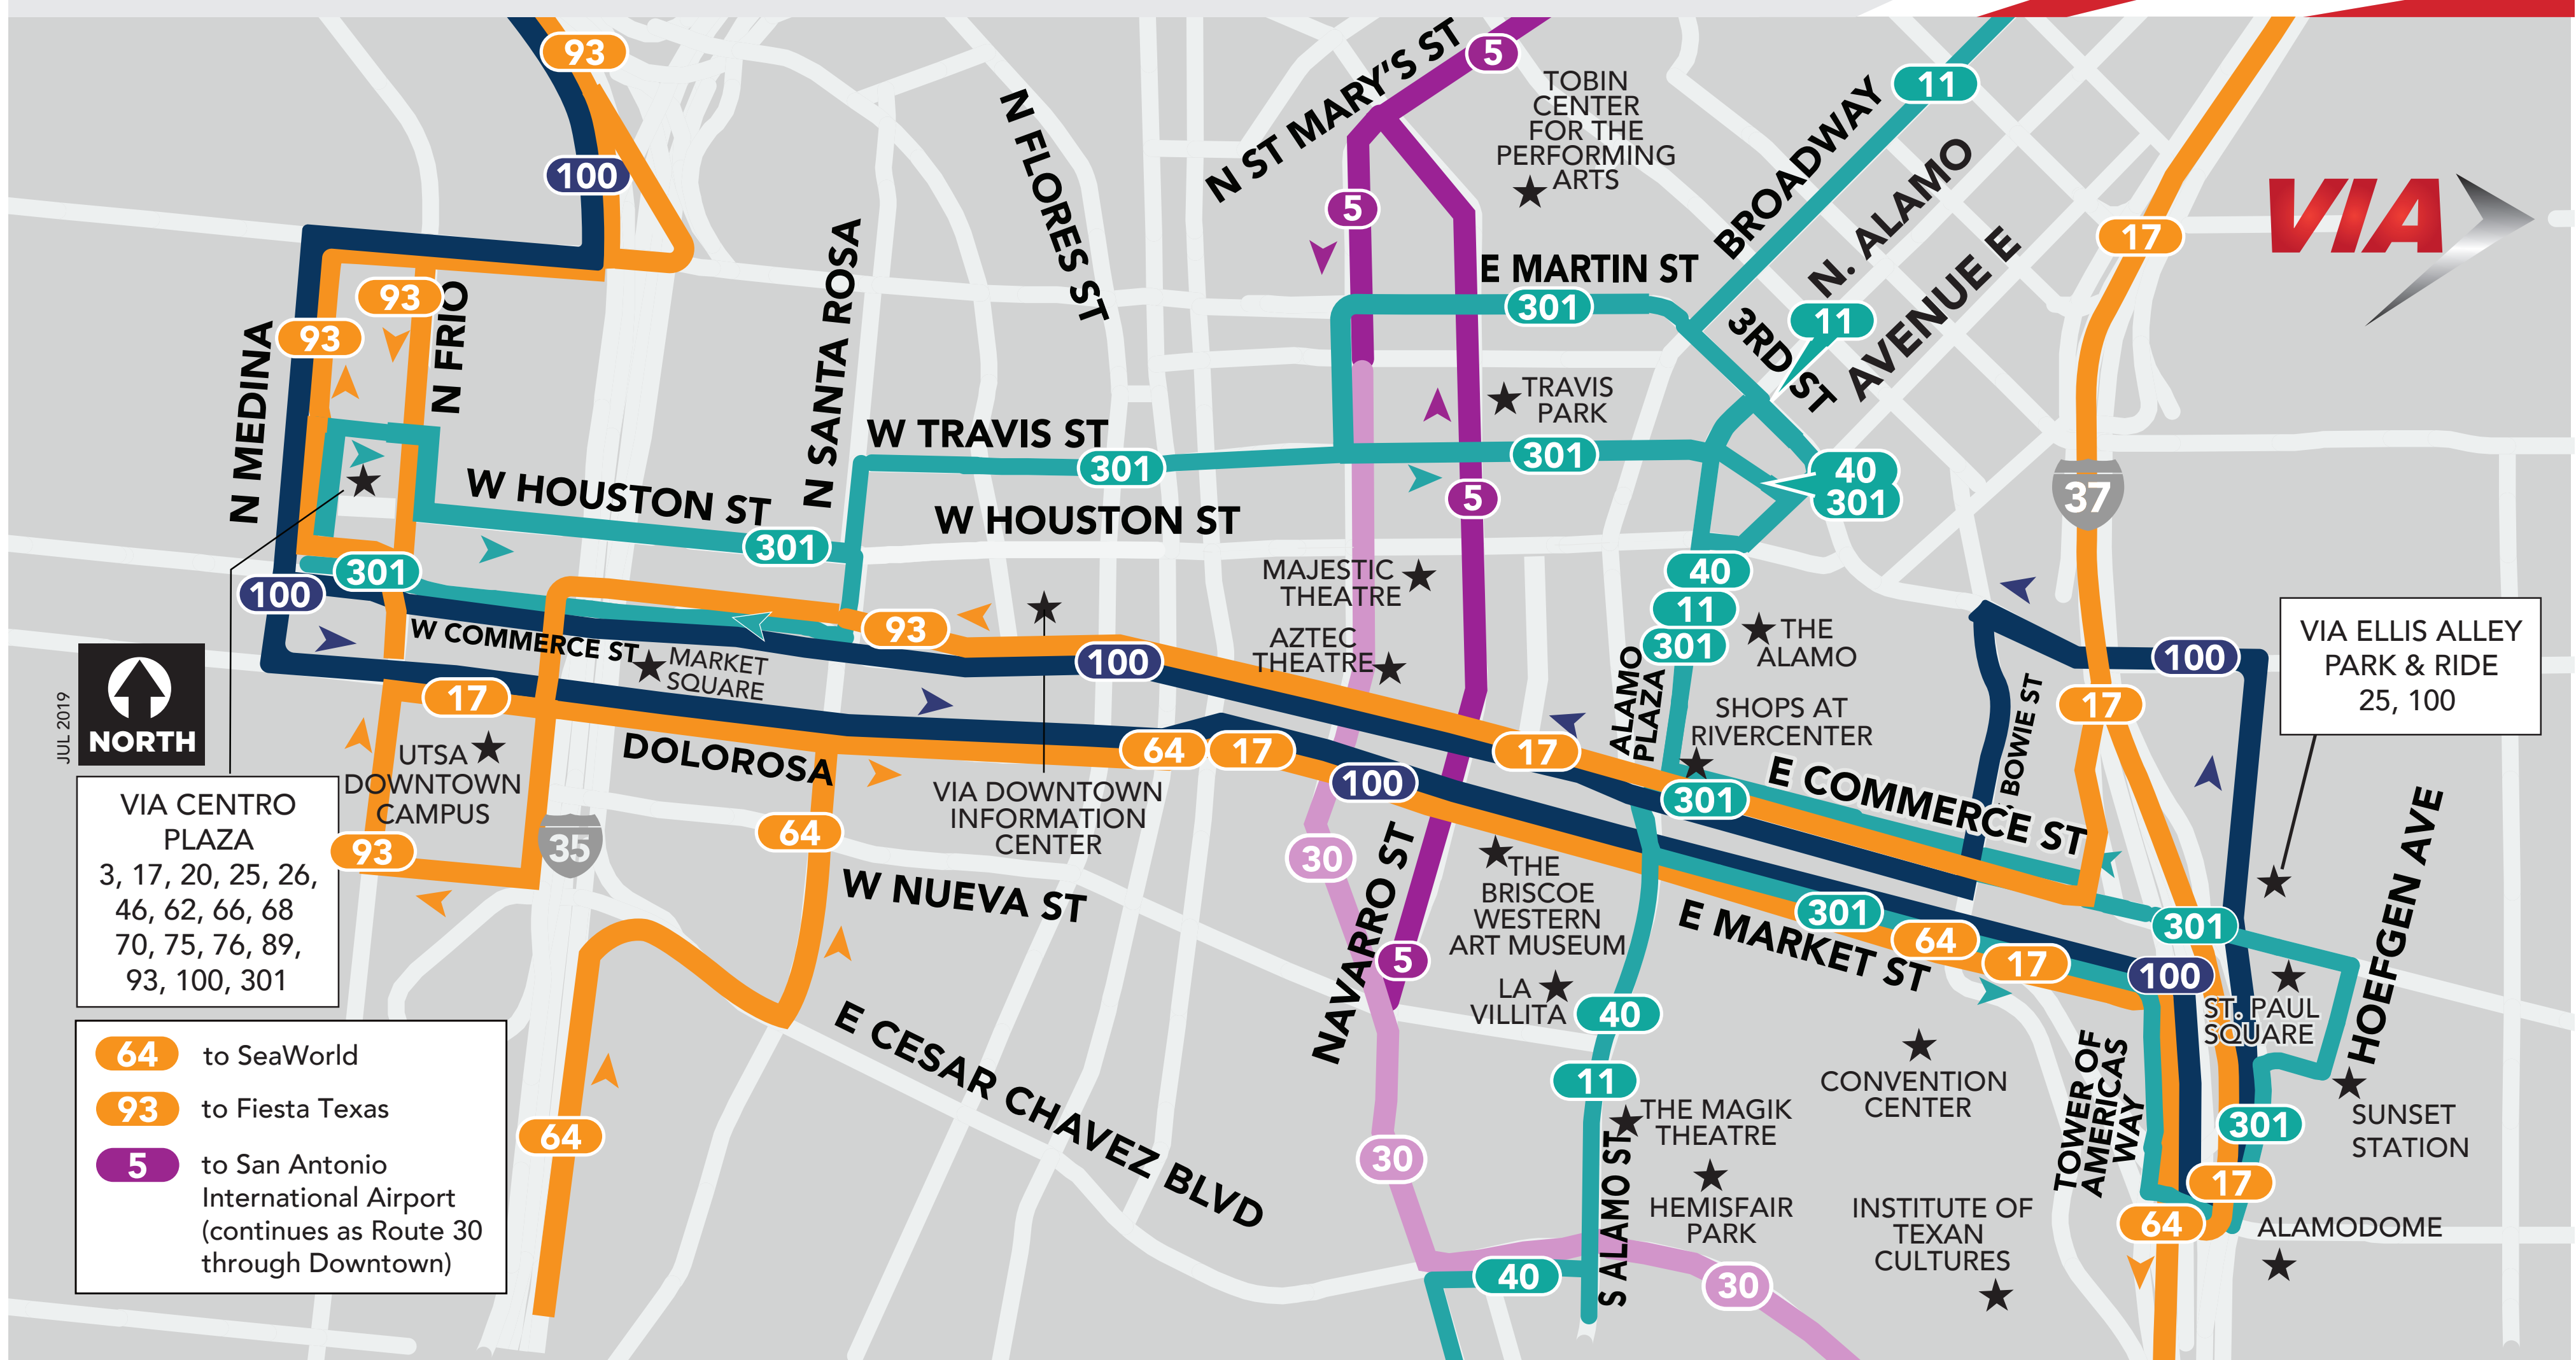 93
5
N ST MARY'S ST
TOBIN
CENTER
FOR THE
PERFORMING
ARTS
11
BROADWAY
N. ALAMO
AVENUE E
100
N FLORES ST
5
17
VIA
E MARTIN ST
301
3RD ST
11
93
93
N FRIO
N MEDINA
N SANTA ROSA
TRAVIS
PARK
W TRAVIS ST
301
301
40
301
5
37
W HOUSTON ST
301
W HOUSTON ST
301
100
MAJESTIC
THEATRE
AZTEC
THEATRE
40
11
301
THE
ALAMO
ALAMO
PLAZA
W COMMERCE ST
93
100
MARKET
SQUARE
100
VIA ELLIS ALLEY
PARK & RIDE
25, 100
JUL 2019
NORTH
17
17
BOWIE ST
SHOPS AT
RIVERCENTER
UTSA
DOWNTOWN
CAMPUS
DOLOROSA
64
17
17
100
301
E COMMERCE ST
VIA DOWNTOWN
INFORMATION
CENTER
VIA CENTRO
PLAZA
3, 17, 20, 25, 26,
46, 62, 66, 68
70, 75, 76, 89,
93, 100, 301
93
35
64
30
NAVARRO ST
THE
BRISCOE
WESTERN
ART MUSEUM
W NUEVA ST
E MARKET ST
301
64
17
301
100
HOEFGEN AVE
5
LA
VILLITA
40
ST. PAUL
SQUARE
E CESAR CHAVEZ BLVD
11
CONVENTION
CENTER
TOWER OF
AMERICAS
WAY
SUNSET
STATION
301
64
30
THE MAGIK
THEATRE
S ALAMO ST
HEMISFAIR
PARK
INSTITUTE OF
TEXAN
CULTURES
17
64
ALAMODOME
40
30
64 to SeaWorld
93 to Fiesta Texas
5 to San Antonio
International Airport
(continues as Route 30
through Downtown)